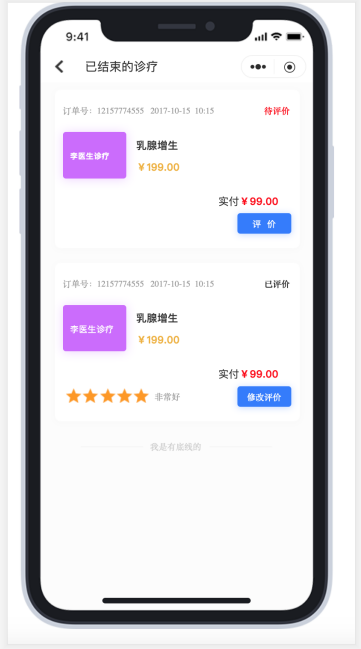 9:41
已结束的诊疗
订单号: 12157774555 2017-10-15 10:15 待评价
李医生诊疗
乳腺增生
¥199.00
实付 ¥99.00
评 价
订单号: 12157774555 2017-10-15 10:15 已评价
李医生诊疗
乳腺增生
¥199.00
实付 ¥99.00
非常好 修改评价
我是有底线的